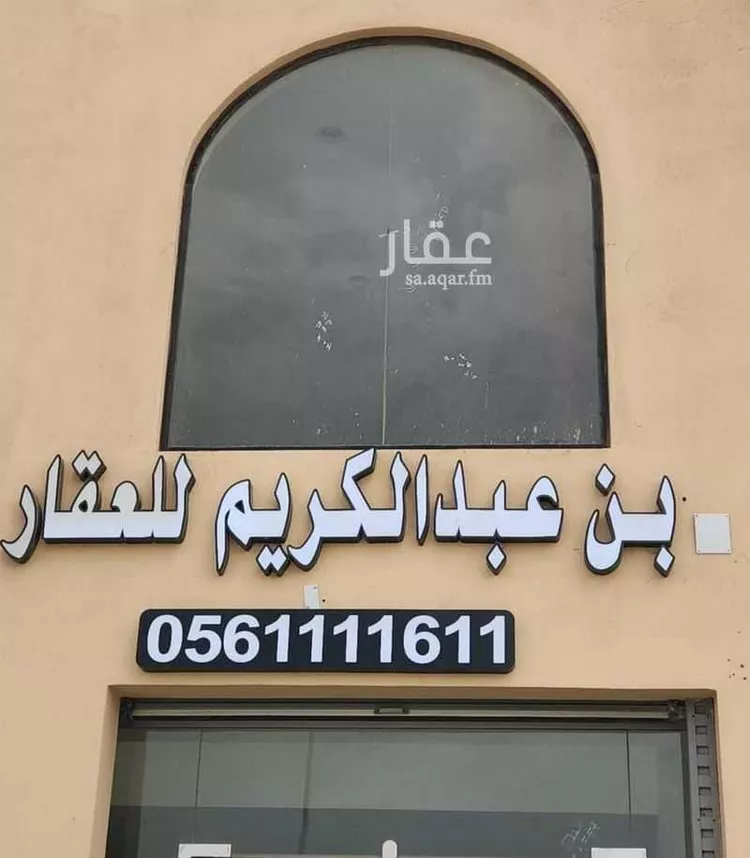 عقار
sa.aqar.fm
بن عبدالكريم للعقار
0561111611